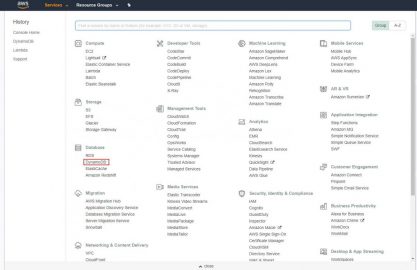 aws
Services
Resource Groups
History
Console Home
DynamoDB
Lambda
Support
Find a service by name or feature (for example, EC2, S3 or VM, storage).
Group
A-Z
Compute
EC2
Lightsail
Elastic Container Service
Lambda
Batch
Elastic Beanstalk
Storage
S3
EFS
Glacier
Storage Gateway
Database
RDS
DynamoDB
ElastiCache
Amazon Redshift
Migration
AWS Migration Hub
Application Discovery Service
Database Migration Service
Server Migration Service
Snowball
Networking & Content Delivery
VPC
CloudFront
Developer Tools
CodeStar
CodeCommit
CodeBuild
CodeDeploy
CodePipeline
Cloud9
X-Ray
Management Tools
CloudWatch
CloudFormation
CloudTrail
Config
OpsWorks
Service Catalog
Systems Manager
Trusted Advisor
Managed Services
Media Services
Elastic Transcoder
Kinesis Video Streams
MediaConvert
MediaLive
MediaPackage
MediaStore
MediaTailor
Machine Learning
Amazon SageMaker
Amazon Comprehend
AWS DeepLens
Amazon Lex
Machine Learning
Amazon Polly
Rekognition
Amazon Transcribe
Amazon Translate
Analytics
Athena
EMR
CloudSearch
Elasticsearch Service
Kinesis
QuickSight
Data Pipeline
AWS Glue
Security, Identity & Compliance
IAM
Cognito
GuardDuty
Inspector
Amazon Macie
AWS Single Sign-On
Certificate Manager
CloudHSM
Directory Service
Mobile Services
Mobile Hub
AWS AppSync
Device Farm
Mobile Analytics
AR & VR
Amazon Sumerian
Application Integration
Step Functions
Amazon MQ
Simple Notification Service
Simple Queue Service
SWF
Customer Engagement
Amazon Connect
Pinpoint
Simple Email Service
Business Productivity
Alexa for Business
Amazon Chime
WorkDocs
WorkMail
Desktop & App Streaming
WorkSpaces
Close